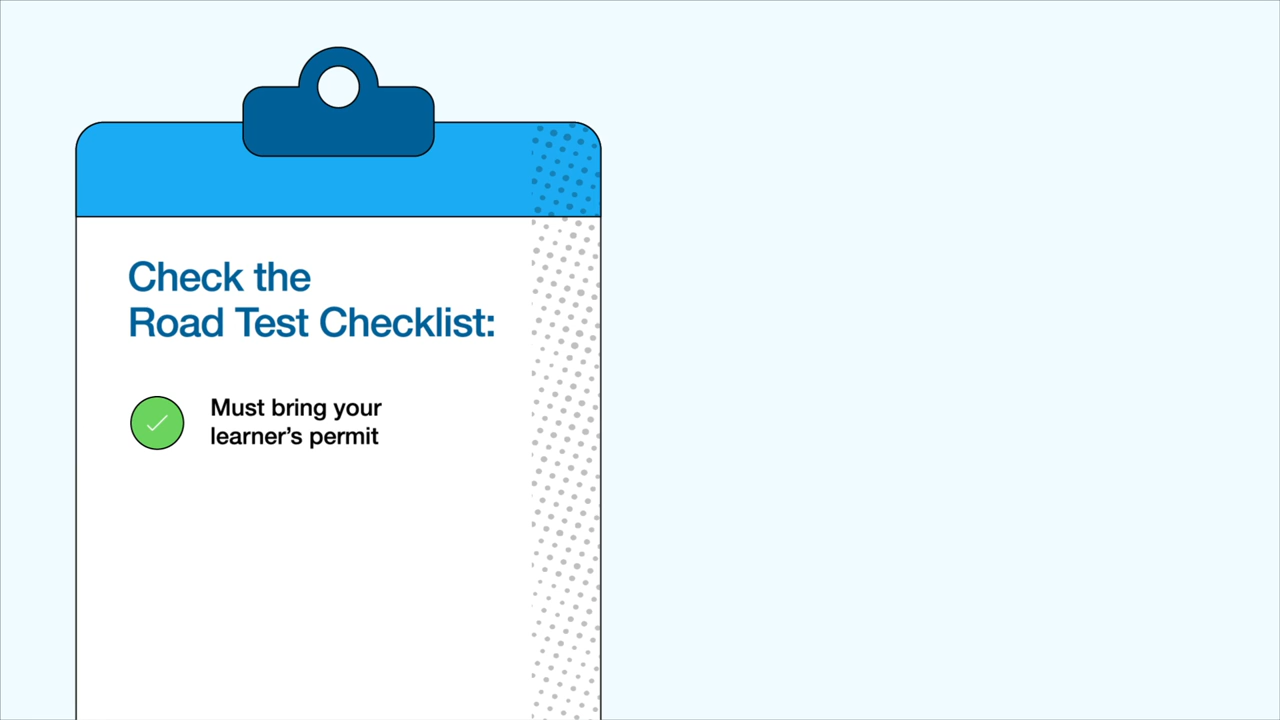 Check the
Road Test Checklist:
Must bring your
learner’s permit